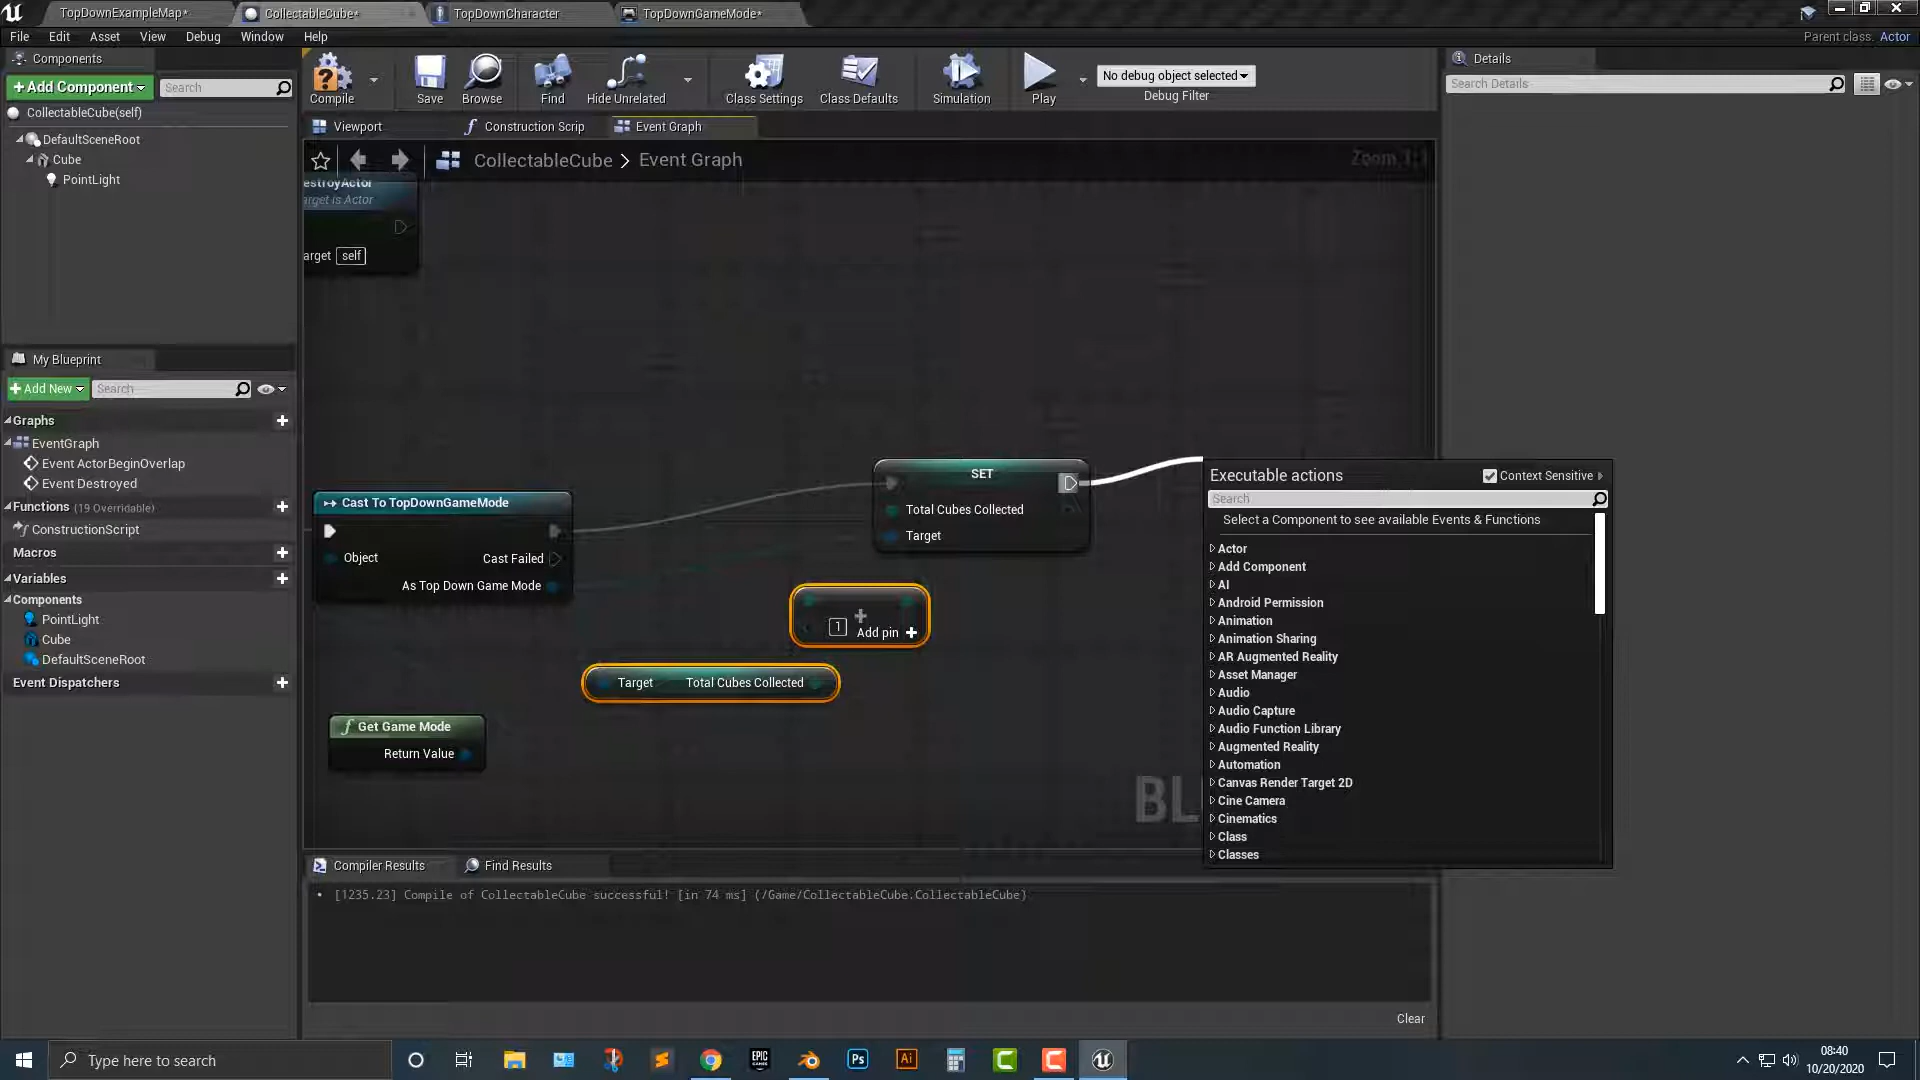 TopDownExampleMap*
CollectableCube*
TopDownCharacter
TopDownGameMode*
File Edit Asset View Debug Window Help
Parent class: Actor
Components
+Add Component
Search
CollectableCube(self)
DefaultSceneRoot
Cube
PointLight
My Blueprint
+Add New
Search
Graphs
EventGraph
Event ActorBeginOverlap
Event Destroyed
Functions (19 Overridable)
ConstructionScript
Macros
Variables
Components
PointLight
Cube
DefaultSceneRoot
Event Dispatchers
Compile
Save
Browse
Find
Hide Unrelated
Class Settings
Class Defaults
Simulation
Play
No debug object selected
Debug Filter
Viewport
Construction Scrip
Event Graph
CollectableCube > Event Graph
Zoom 1:1
estroyActor
arget is Actor
arget self
Cast To TopDownGameMode
Object
Cast Failed
As Top Down Game Mode
SET
Total Cubes Collected
Target
1
Add pin +
Target Total Cubes Collected
Get Game Mode
Return Value
BL
Executable actions
Context Sensitive
Search
Select a Component to see available Events & Functions
Actor
Add Component
AI
Android Permission
Animation
Animation Sharing
AR Augmented Reality
Asset Manager
Audio
Audio Capture
Audio Function Library
Augmented Reality
Automation
Canvas Render Target 2D
Cine Camera
Cinematics
Class
Classes
Details
Search Details
Compiler Results
Find Results
[1235.23] Compile of CollectableCube successful! [in 74 ms] (/Game/CollectableCube.CollectableCube)
Clear
Type here to search
EPIC GAMES
Ps
Ai
08:40
10/20/2020